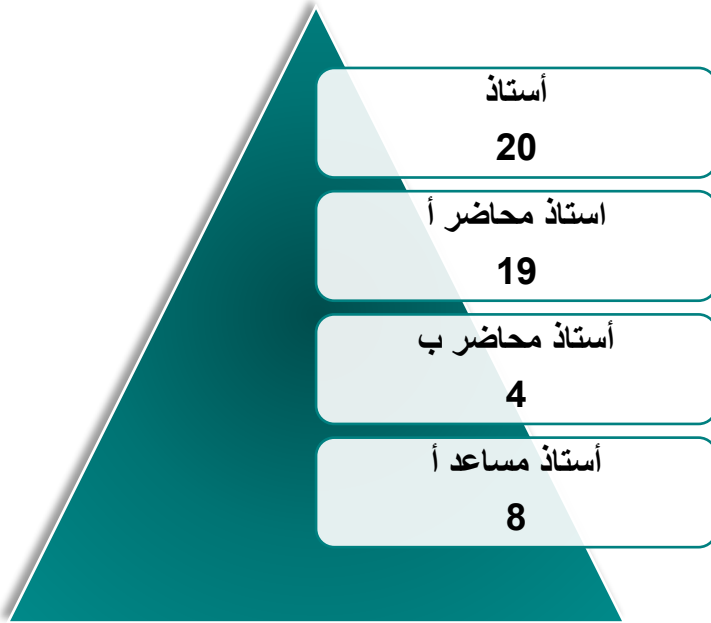 أستاذ
20
استاذ محاضر أ
19
أستاذ محاضر ب
4
أستاذ مساعد أ
8